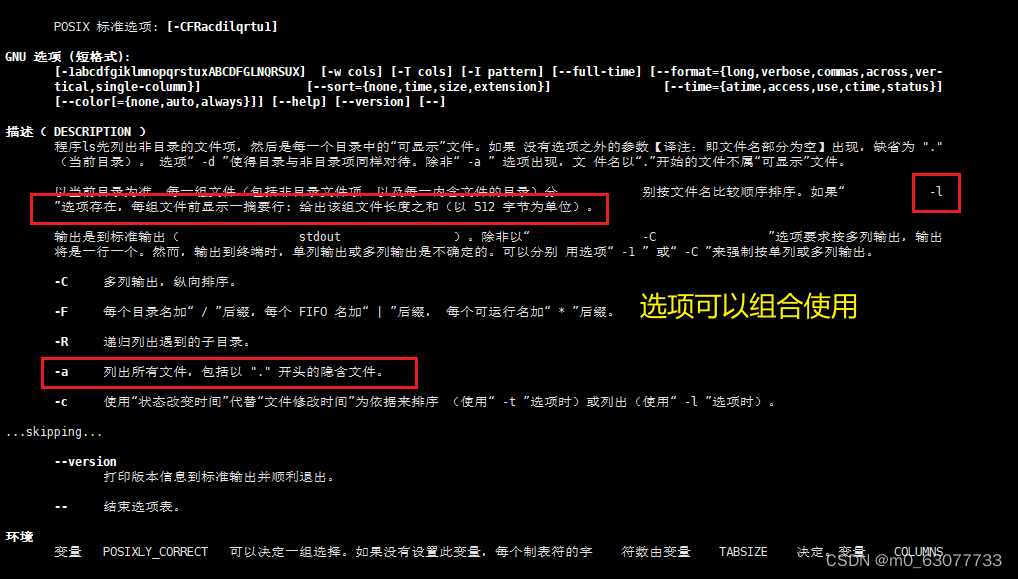 POSIX 标准选项: [-CFRacdilqrtu1]
GNU 选项 (短格式):
[-1abcdfgiklmnopqrstuxABCDFGLNQRSUX] [-w cols] [-T cols] [-I pattern] [--full-time] [--format={long,verbose,commas,across,ver-
tical,single-column}] [--sort={none,time,size,extension}] [--time={atime,access,use,ctime,status}]
[--color[={none,auto,always}]] [--help] [--version] [--]
描述 ( DESCRIPTION )
程序ls先列出非目录的文件项, 然后是每一个目录中的“可显示”文件。如果 没有选项之外的参数【译注: 即文件名部分为空】出现, 缺省为 "."
（当前目录）。 选项“ -d ”使得目录与非目录项同样对待。除非“ -a ” 选项出现, 文 件名以“.”开始的文件不属“可显示”文件。
以当前目录为准, 每一组文件（包括非目录文件项, 以及每一内含文件的目录）分 别按文件名比较顺序排序。如果“ -l
”选项存在, 每组文件前显示一摘要行: 给出该组文件长度之和（以 512 字节为单位）。
输出是到标准输出（ stdout ）。除非以“ -C ”选项要求按多列输出, 输出
将是一行一个。然而, 输出到终端时, 单列输出或多列输出是不确定的。可以分别 用选项“ -1 ” 或“ -C ”来强制按单列或多列输出。
-C 多列输出, 纵向排序。
-F 每个目录名加“ / ”后缀, 每个 FIFO 名加“ | ”后缀, 每个可运行名加“ * ”后缀。
选项可以组合使用
-R 递归列出遇到的子目录。
-a 列出所有文件, 包括以 "." 开头的隐含文件。
-c 使用“状态改变时间”代替“文件修改时间”为依据来排序 （使用“ -t ”选项时）或列出（使用“ -l ”选项时）。
...skipping...
--version
打印版本信息到标准输出并顺利退出。
-- 结束选项表。
环境
变量 POSIXLY_CORRECT 可以决定一组选择。如果没有设置此变量, 每个制表符的字 符数由变量 TABSIZE 决定。变量 COLUMNS
CSDN @m0_63077733